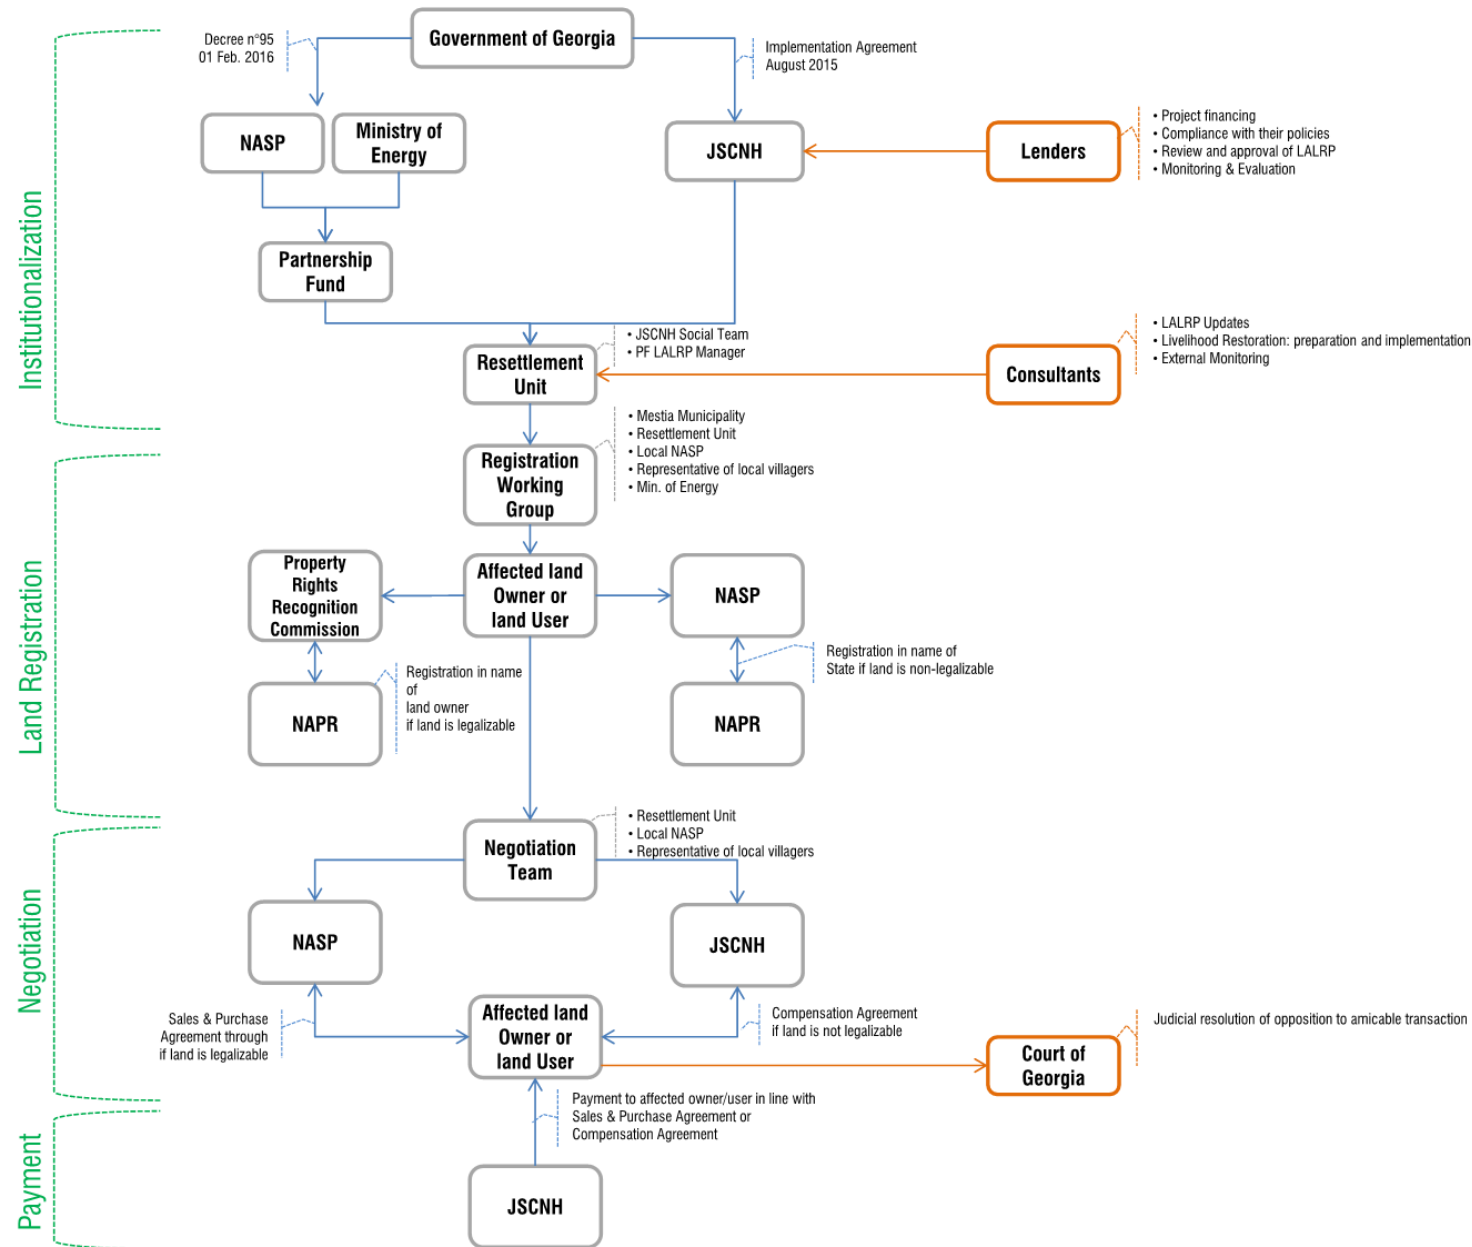 Government of Georgia
Decree n°95
01 Feb. 2016
Implementation Agreement
August 2015
NASP
Ministry of
Energy
JSCNH
Lenders
• Project financing
• Compliance with their policies
• Review and approval of LALRP
• Monitoring & Evaluation
Institutionalization
Partnership
Fund
Resettlement
Unit
• JSCNH Social Team
• PF LALRP Manager
Consultants
• LALRP Updates
• Livelihood Restoration: preparation and implementation
• External Monitoring
Registration
Working
Group
• Mestia Municipality
• Resettlement Unit
• Local NASP
• Representative of local villagers
• Min. of Energy
Land Registration
Property
Rights
Recognition
Commission
Affected land
Owner or
land User
NASP
NAPR
Registration in name
of
land owner
if land is legalizable
Registration in name of
State if land is non-legalizable
NAPR
Negotiation
Negotiation
Team
• Resettlement Unit
• Local NASP
• Representative of local villagers
NASP
JSCNH
Sales & Purchase
Agreement through
if land is legalizable
Affected land
Owner or
land User
Compensation Agreement
if land is not legalizable
Court of
Georgia
Judicial resolution of opposition to amicable transaction
Payment
Payment to affected owner/user in line with
Sales & Purchase Agreement or
Compensation Agreement
JSCNH